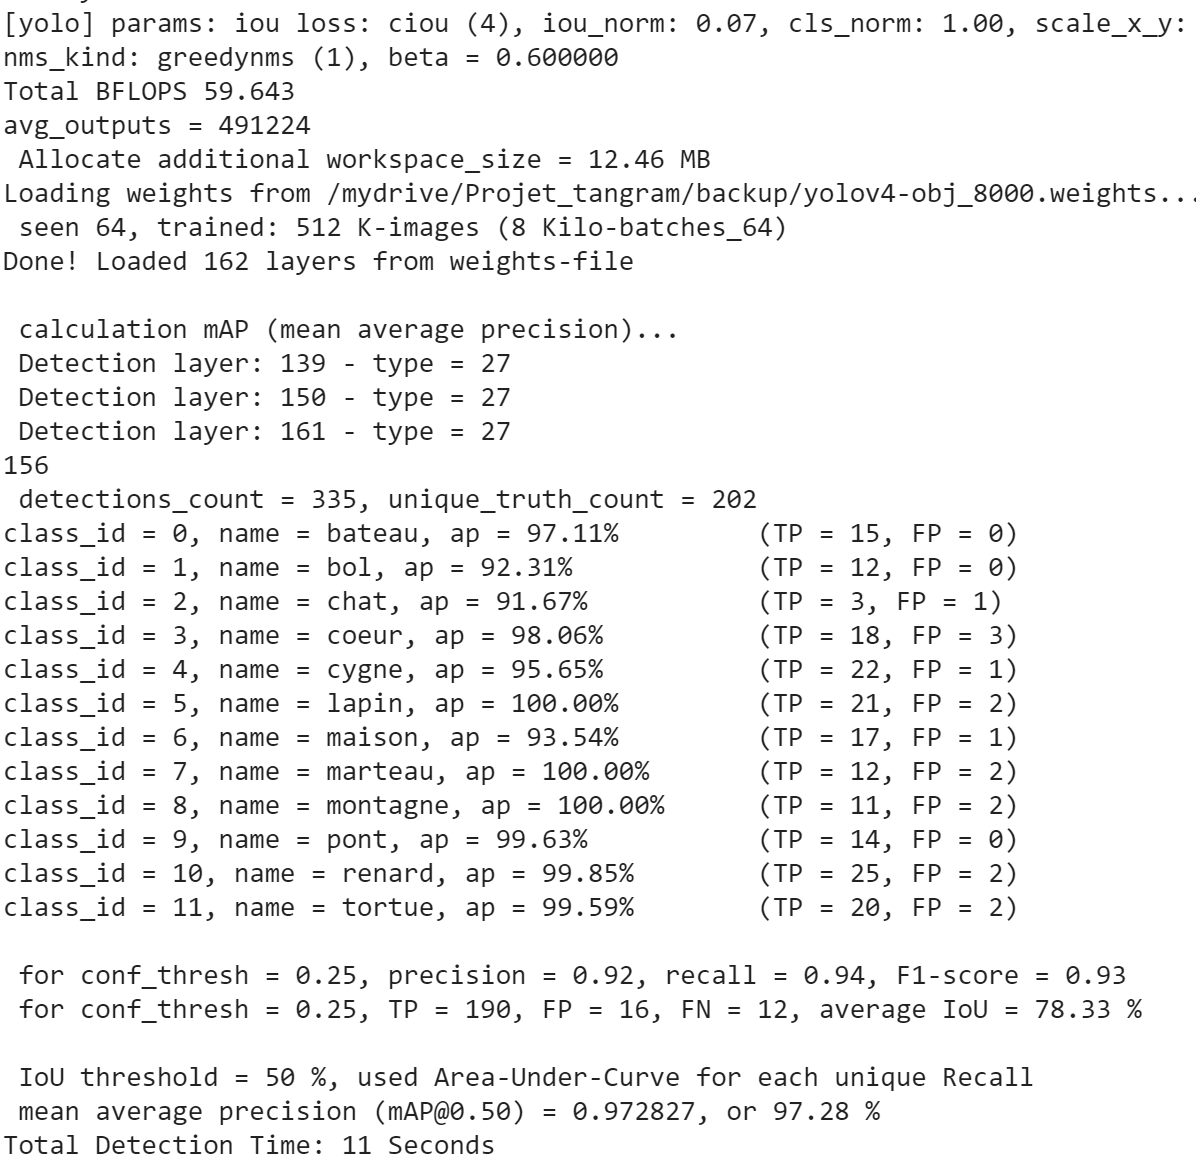 [yolo] params: iou loss: ciou (4), iou_norm: 0.07, cls_norm: 1.00, scale_x_y:
nms_kind: greedynms (1), beta = 0.600000
Total BFLOPS 59.643
avg_outputs = 491224
Allocate additional workspace_size = 12.46 MB
Loading weights from /mydrive/Projet_tangram/backup/yolov4-obj_8000.weights...
seen 64, trained: 512 K-images (8 Kilo-batches_64)
Done! Loaded 162 layers from weights-file
calculation mAP (mean average precision)...
Detection layer: 139 - type = 27
Detection layer: 150 - type = 27
Detection layer: 161 - type = 27
156
detections_count = 335, unique_truth_count = 202
class_id = 0, name = bateau, ap = 97.11% (TP = 15, FP = 0)
class_id = 1, name = bol, ap = 92.31% (TP = 12, FP = 0)
class_id = 2, name = chat, ap = 91.67% (TP = 3, FP = 1)
class_id = 3, name = coeur, ap = 98.06% (TP = 18, FP = 3)
class_id = 4, name = cygne, ap = 95.65% (TP = 22, FP = 1)
class_id = 5, name = lapin, ap = 100.00% (TP = 21, FP = 2)
class_id = 6, name = maison, ap = 93.54% (TP = 17, FP = 1)
class_id = 7, name = marteau, ap = 100.00% (TP = 12, FP = 2)
class_id = 8, name = montagne, ap = 100.00% (TP = 11, FP = 2)
class_id = 9, name = pont, ap = 99.63% (TP = 14, FP = 0)
class_id = 10, name = renard, ap = 99.85% (TP = 25, FP = 2)
class_id = 11, name = tortue, ap = 99.59% (TP = 20, FP = 2)
for conf_thresh = 0.25, precision = 0.92, recall = 0.94, F1-score = 0.93
for conf_thresh = 0.25, TP = 190, FP = 16, FN = 12, average IoU = 78.33 %
IoU threshold = 50 %, used Area-Under-Curve for each unique Recall
mean average precision (mAP@0.50) = 0.972827, or 97.28 %
Total Detection Time: 11 Seconds